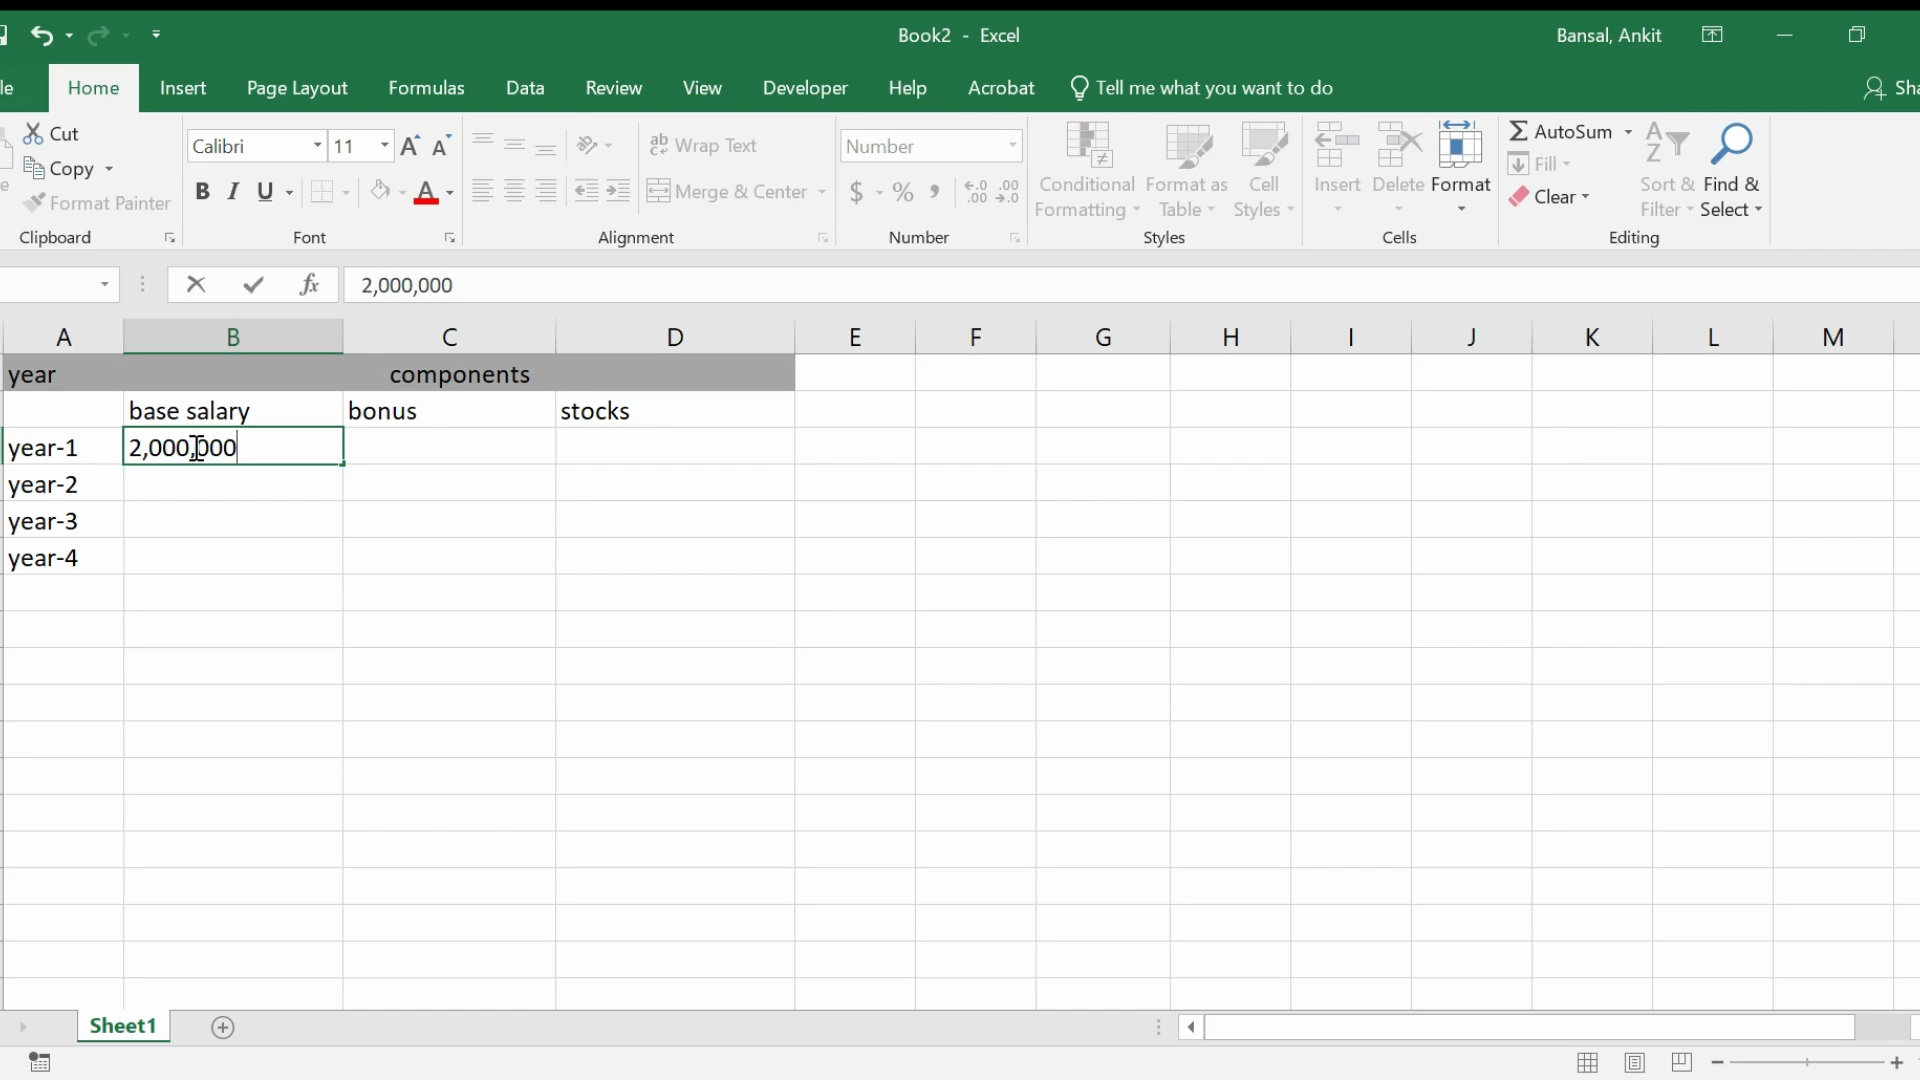 Book2 - Excel
Bansal, Ankit
le
Home
Insert
Page Layout
Formulas
Data
Review
View
Developer
Help
Acrobat
Tell me what you want to do
Sha
Cut
Copy
Format Painter
Clipboard
Calibri
11
B I U
Font
Wrap Text
Merge & Center
Alignment
Number
$ % ,
Number
Conditional Formatting
Format as Table
Cell Styles
Styles
Insert
Delete
Format
Cells
AutoSum
Fill
Clear
Sort & Filter
Find & Select
Editing
fx
2,000,000
A B C D E F G H I J K L M
year components
base salary bonus stocks
year-1 2,000,000
year-2
year-3
year-4
Sheet1